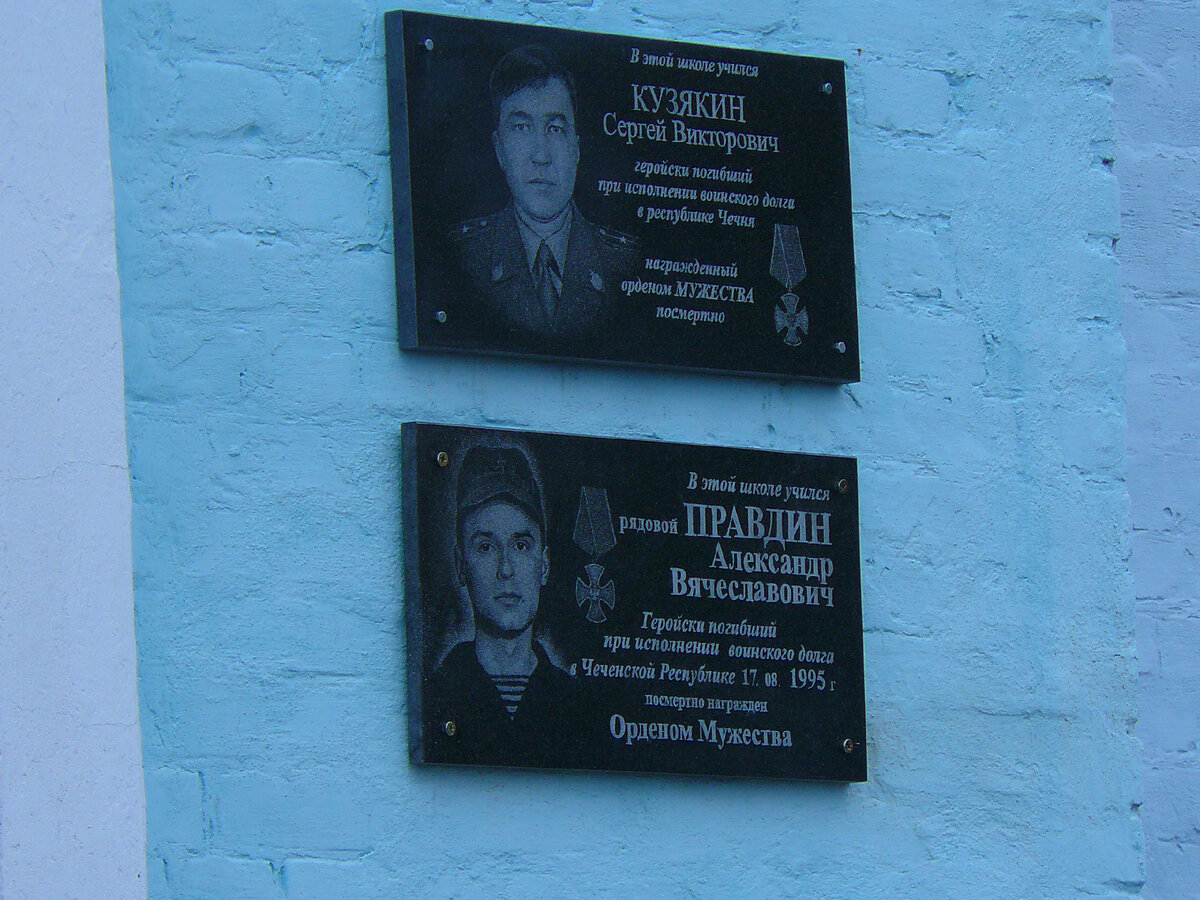 В этой школе учился
КУЗЯКИН
Сергей Викторович
геройски погибший
при исполнении воинского долга
в республике Чечня
награжденный
орденом МУЖЕСТВА
посмертно
В этой школе учился
рядовой ПРАВДИН
Александр
Вячеславович
Геройски погибший
при исполнении воинского долга
в Чеченской Республике 17. 08. 1995 г
посмертно награжден
Орденом Мужества